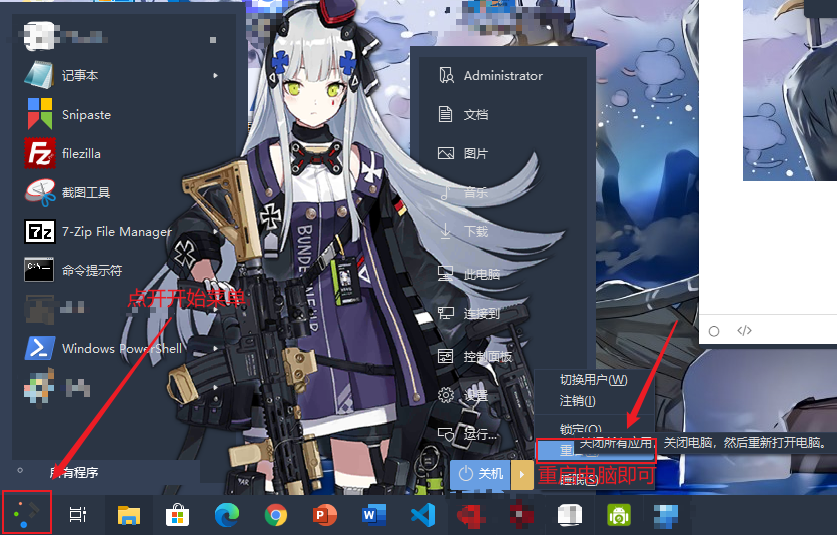 记事本
Snipaste
filezilla
截图工具
7-Zip File Manager
命令提示符
点开开始菜单
Windows PowerShell
所有程序
Administrator
文档
图片
音乐
下载
此电脑
连接到
控制面板
设置
运行...
关机
切换用户(W)
注销(L)
锁定(O)
重
关闭所有应用，关闭电脑，然后重新打开电脑。
重启电脑即可
睡眠(S)
BUNDE